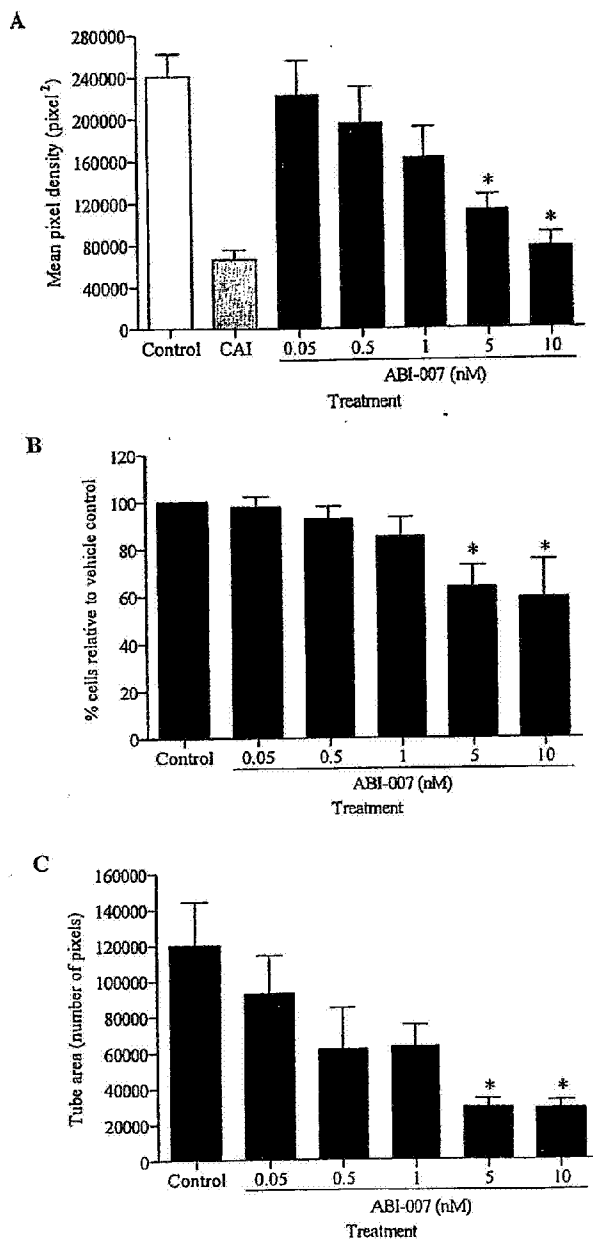 A
Mean pixel density (pixel²)
280000
240000
200000
160000
120000
80000
40000
0
* *
Control CAI 0.05 0.5 1 5 10
ABI-007 (nM)
Treatment
B
% cells relative to vehicle control
120
100
80
60
40
20
0
* *
Control 0.05 0.5 1 5 10
ABI-007 (nM)
Treatment
C
Tube area (number of pixels)
160000
140000
120000
100000
80000
60000
40000
20000
0
* *
Control 0.05 0.5 1 5 10
ABI-007 (nM)
Treatment